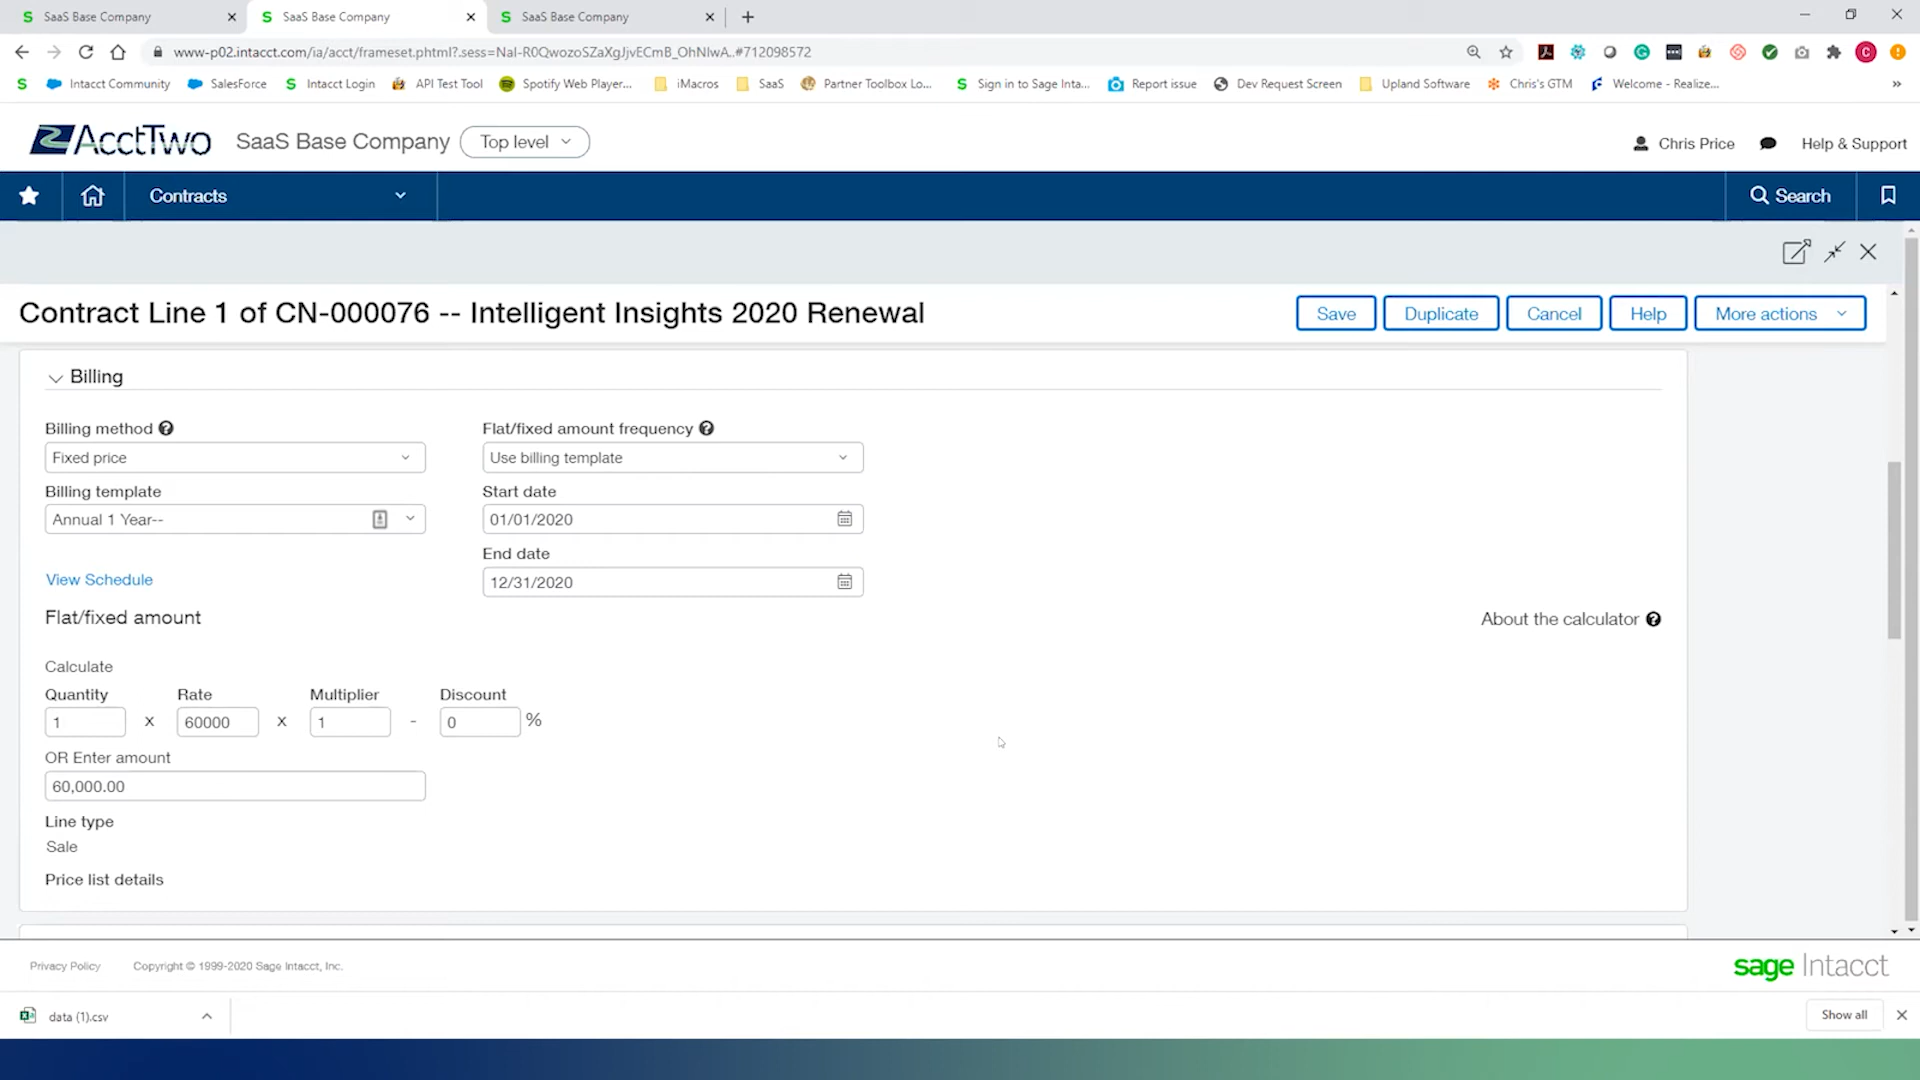 SaaS Base Company
SaaS Base Company
SaaS Base Company
www-p02.intacct.com/ia/acct/frameset.phtml?.sess=NaI-R0QwozoSZaXgJjvECmB_OhNIwA..#712098572
Intacct Community
SalesForce
Intacct Login
API Test Tool
Spotify Web Player...
iMacros
SaaS
Partner Toolbox Lo...
Sign in to Sage Inta...
Report issue
Dev Request Screen
Upland Software
Chris's GTM
Welcome - Realize...
AcctTwo
SaaS Base Company
Top level
Chris Price
Help & Support
Contracts
Search
Contract Line 1 of CN-000076 -- Intelligent Insights 2020 Renewal
Save
Duplicate
Cancel
Help
More actions
Billing
Billing method
Flat/fixed amount frequency
Fixed price
Use billing template
Billing template
Start date
Annual 1 Year--
01/01/2020
End date
View Schedule
12/31/2020
Flat/fixed amount
About the calculator
Calculate
Quantity Rate Multiplier Discount
1 x 60000 x 1 - 0 %
OR Enter amount
60,000.00
Line type
Sale
Price list details
Privacy Policy
Copyright © 1999-2020 Sage Intacct, Inc.
sage Intacct
data (1).csv
Show all